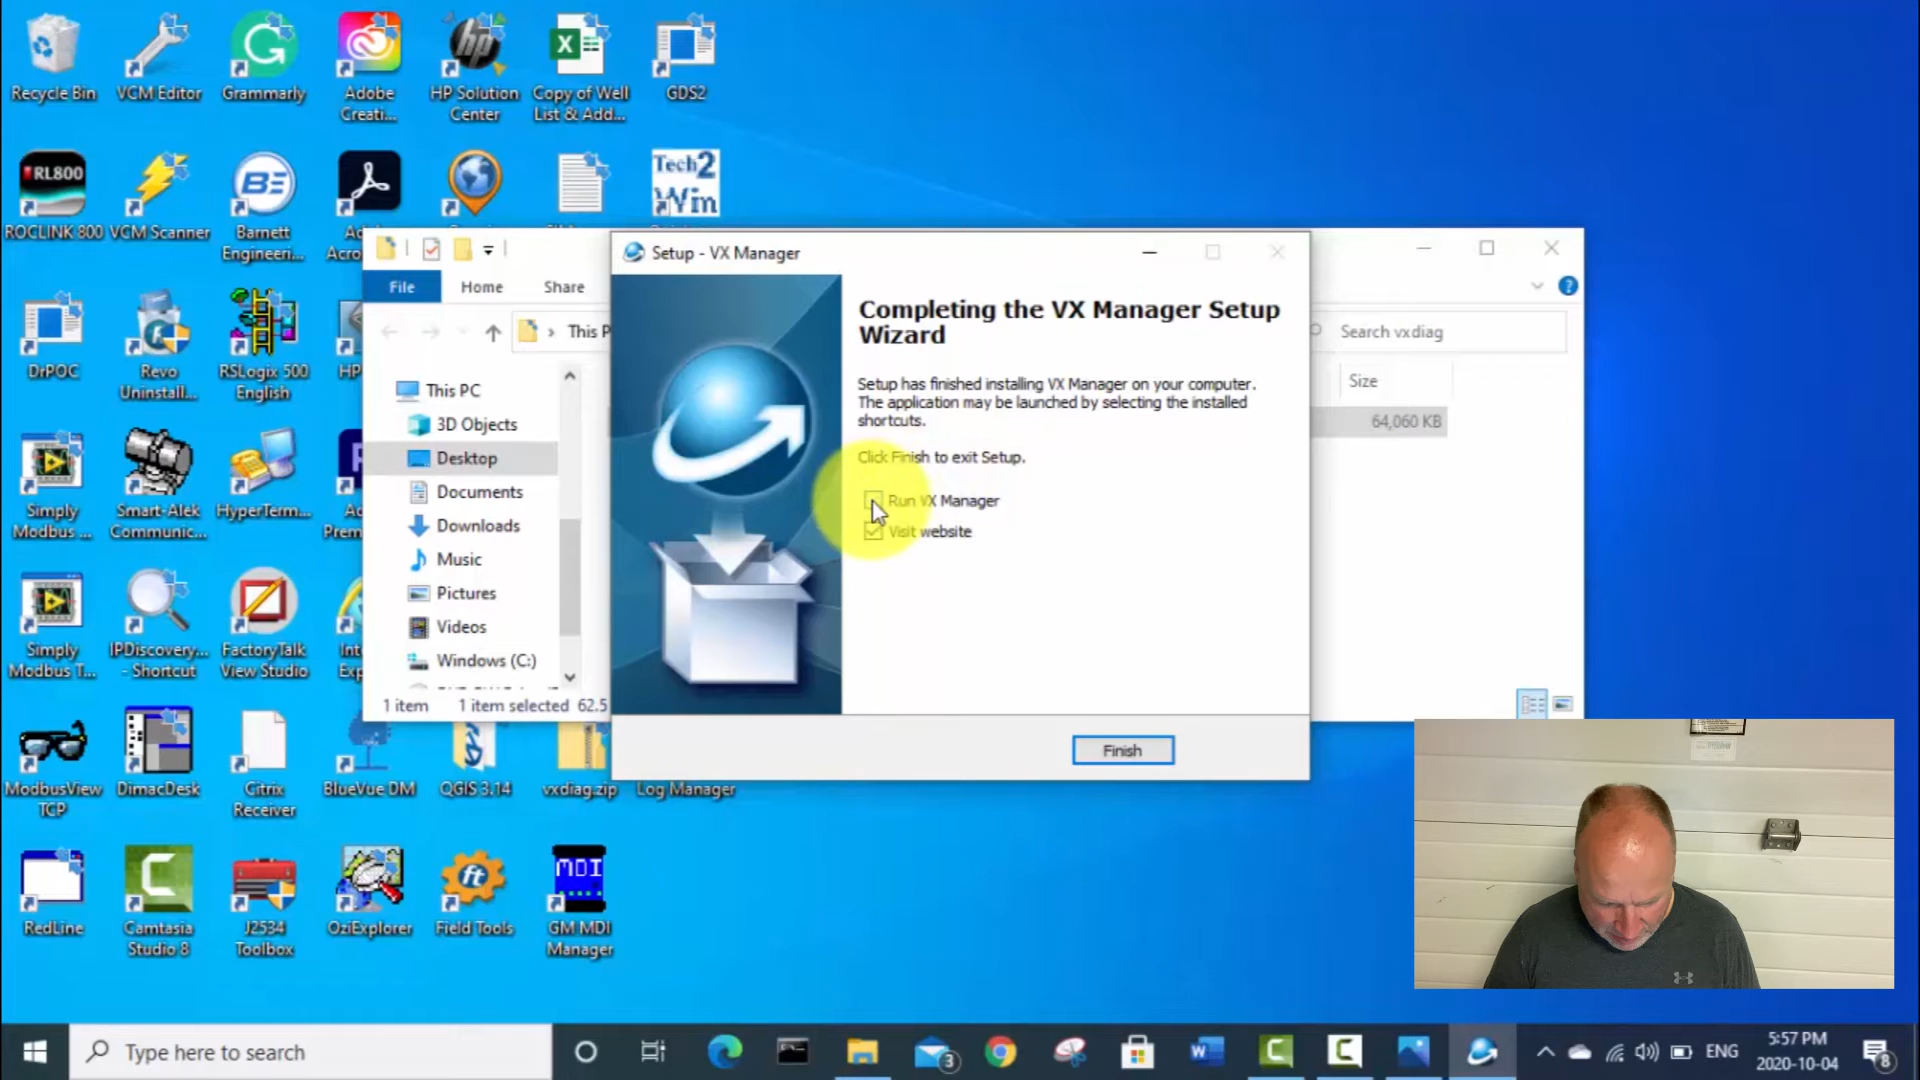 Recycle Bin
VCM Editor
Grammarly
Adobe
Creati...
HP Solution
Center
X
Copy of Well
List & Add...
GDS2
RL800
ROCLINK 800
VCM Scanner
BE
Barnett
Engineeri...
Tech2
Win
DrPOC
Revo
Uninstall...
RSLogix 500
English
Simply
Modbus ...
Smart-Alek
Communic...
HyperTerm...
Simply
Modbus T...
IPDiscovery...
- Shortcut
FactoryTalk
View Studio
ModbusView
TCP
DimacDesk
Citrix
Receiver
BlueVue DM
QGIS 3.14
vxdiag.zip
Log Manager
RedLine
Camtasia
Studio 8
J2534
Toolbox
OziExplorer
ft
Field Tools
MDI
GM MDI
Manager
File
Home
Share
Search vxdiag
Size
64,060 KB
This PC
3D Objects
Desktop
Documents
Downloads
Music
Pictures
Videos
Windows (C:)
1 item
1 item selected
62.5
Setup - VX Manager
Completing the VX Manager Setup
Wizard
Setup has finished installing VX Manager on your computer.
The application may be launched by selecting the installed
shortcuts.
Click Finish to exit Setup.
Run VX Manager
Visit website
Finish
Type here to search
3
ENG
5:57 PM
2020-10-04
8